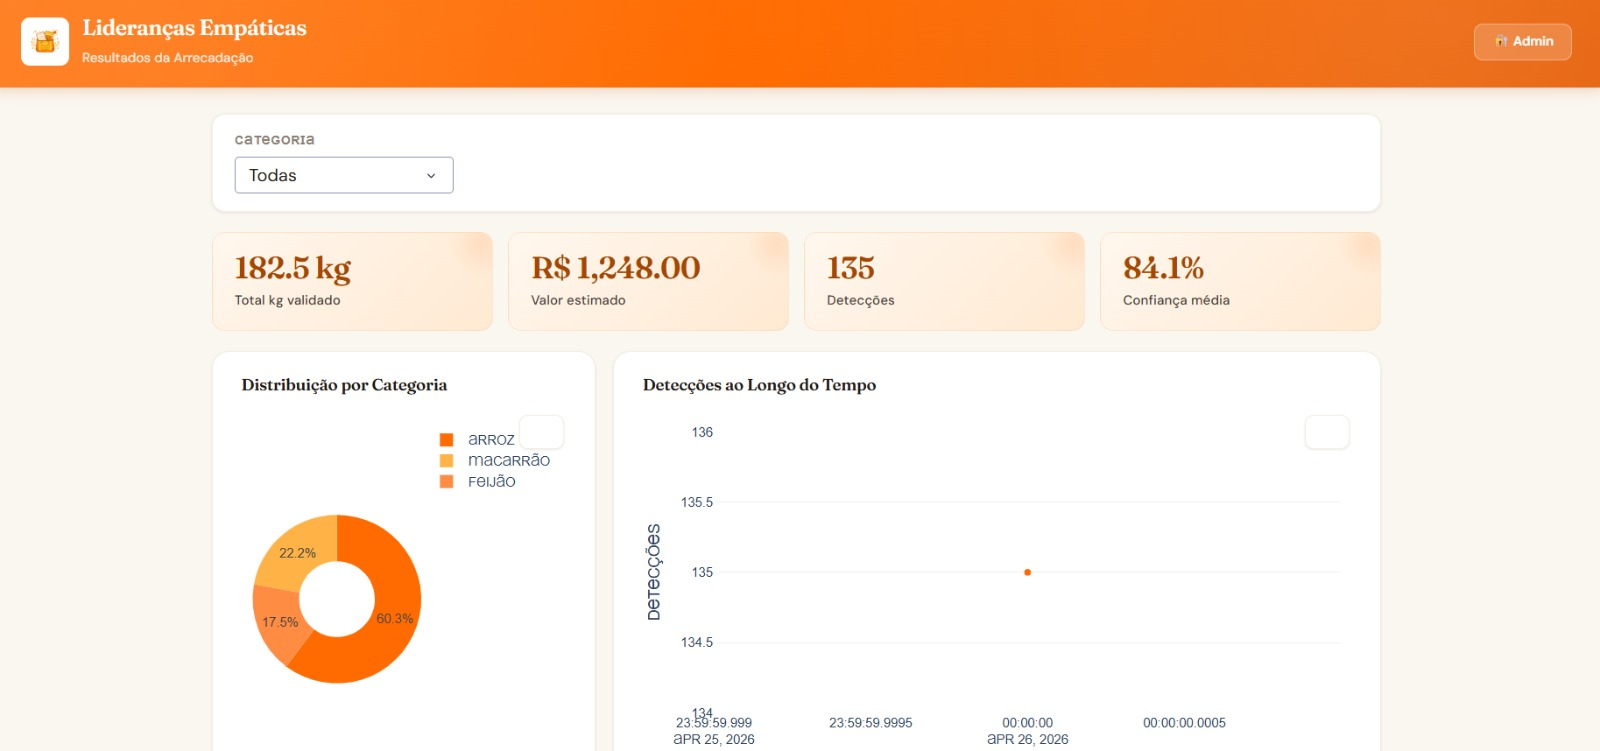 Lideranças Empáticas
Resultados da Arrecadação
Admin
CATEGORIA
Todas
182.5 kg
Total kg validado
R$ 1,248.00
Valor estimado
135
Detecções
84.1%
Confiança média
Distribuição por Categoria
ARROZ
MACARRÃO
FEIJÃO
22.2%
17.5%
60.3%
Detecções ao Longo do Tempo
136
135.5
135
134.5
134
DETECÇÕES
23:59:59.999
APR 25, 2026
23:59:59.9995
00:00:00
APR 26, 2026
00:00:00.0005